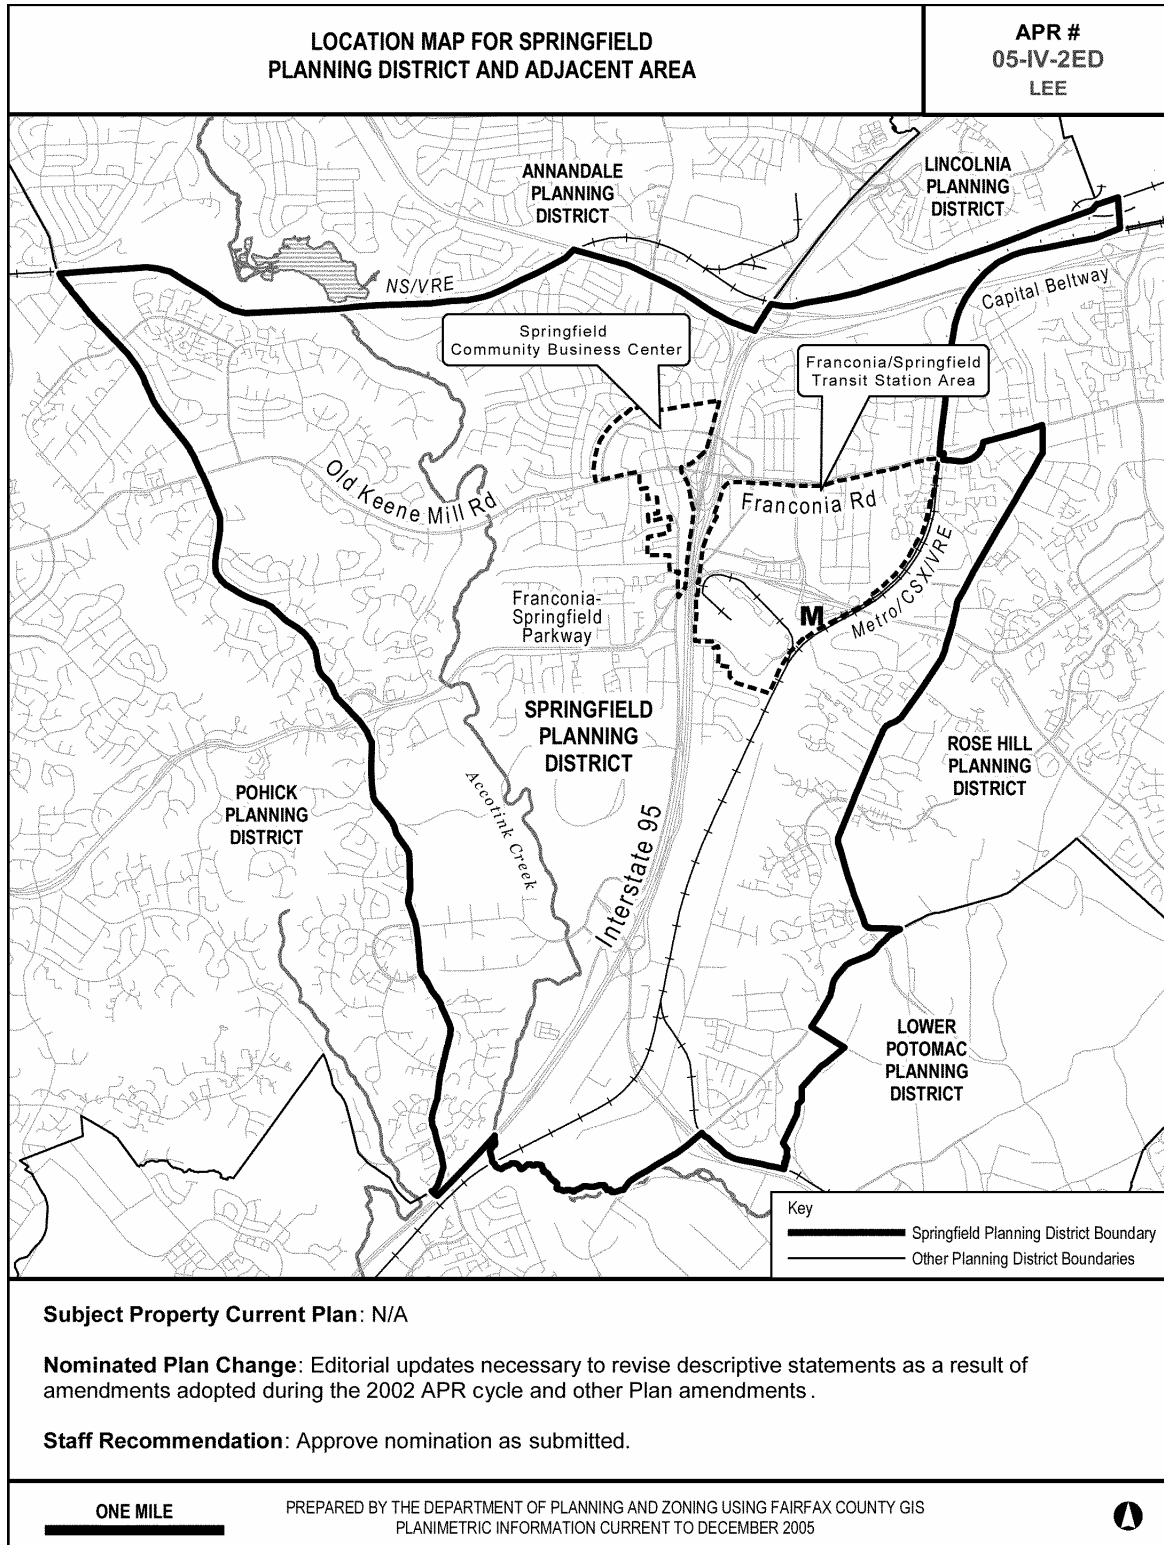 LOCATION MAP FOR SPRINGFIELD
PLANNING DISTRICT AND ADJACENT AREA
APR #
05-IV-2ED
LEE
ANNANDALE
PLANNING
DISTRICT
LINCOLNIA
PLANNING
DISTRICT
NS/VRE
Capital Beltway
Springfield
Community Business Center
Franconia/Springfield
Transit Station Area
Old Keene Mill Rd
Franconia Rd
Metro/CSX/VRE
M
Franconia-
Springfield
Parkway
SPRINGFIELD
PLANNING
DISTRICT
ROSE HILL
PLANNING
DISTRICT
POHICK
PLANNING
DISTRICT
Accotink Creek
Interstate 95
LOWER
POTOMAC
PLANNING
DISTRICT
Key
Springfield Planning District Boundary
Other Planning District Boundaries
Subject Property Current Plan: N/A
Nominated Plan Change: Editorial updates necessary to revise descriptive statements as a result of
amendments adopted during the 2002 APR cycle and other Plan amendments.
Staff Recommendation: Approve nomination as submitted.
ONE MILE
PREPARED BY THE DEPARTMENT OF PLANNING AND ZONING USING FAIRFAX COUNTY GIS
PLANIMETRIC INFORMATION CURRENT TO DECEMBER 2005